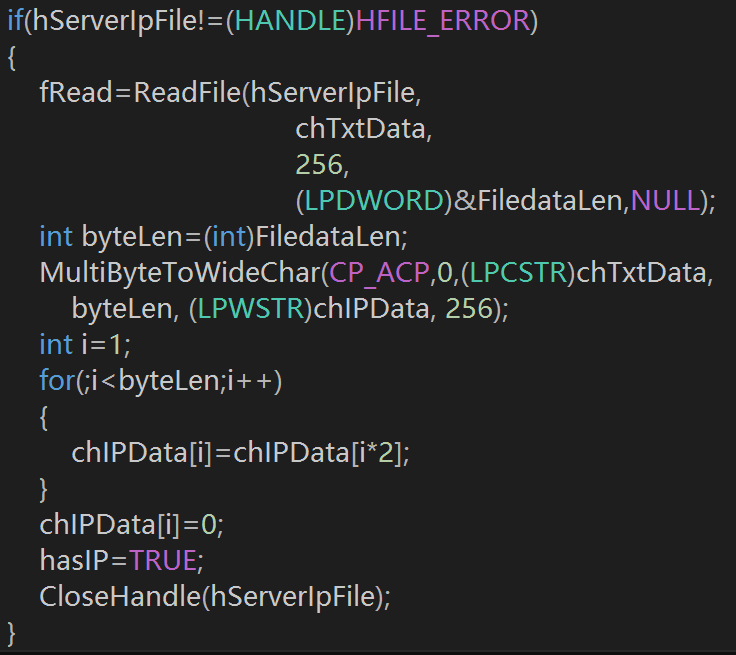 if(hServerIpFile!=(HANDLE)HFILE_ERROR)
{
fRead=ReadFile(hServerIpFile,
chTxtData,
256,
(LPDWORD)&FiledataLen,NULL);
int byteLen=(int)FiledataLen;
MultiByteToWideChar(CP_ACP,0,(LPCSTR)chTxtData,
byteLen, (LPWSTR)chIPData, 256);
int i=1;
for(;i<byteLen;i++)
{
chIPData[i]=chIPData[i*2];
}
chIPData[i]=0;
hasIP=TRUE;
CloseHandle(hServerIpFile);
}